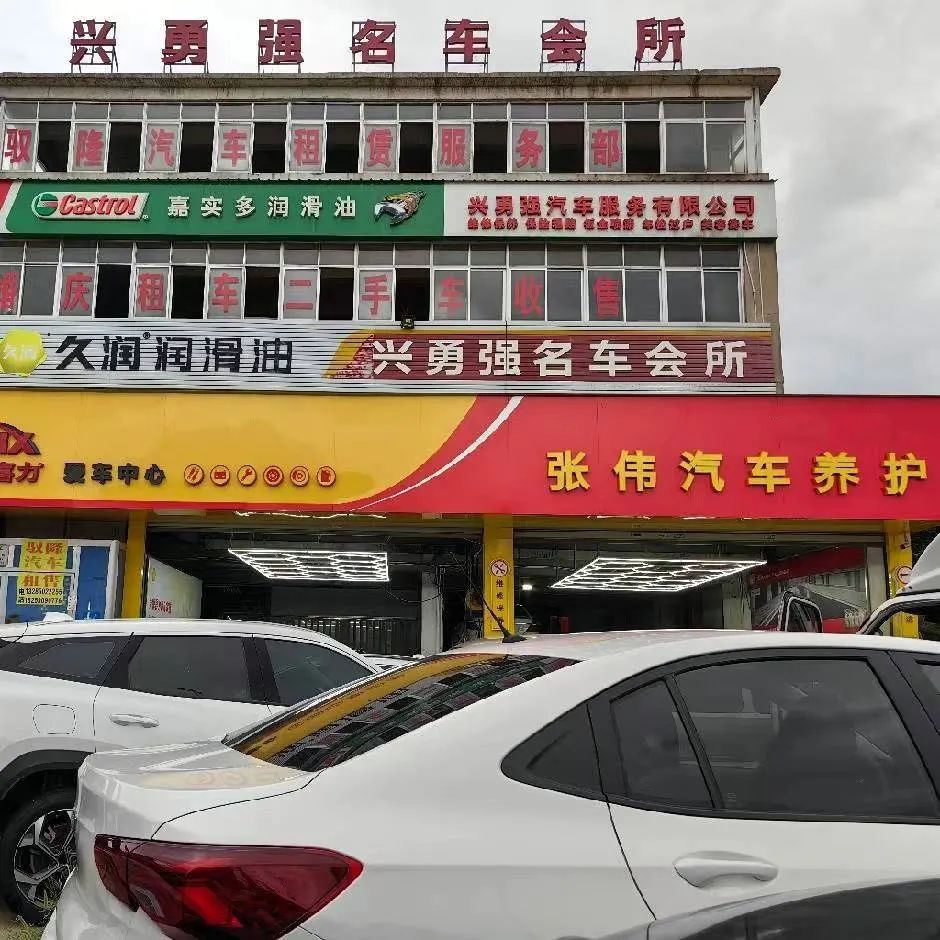 兴勇强名车会所
驭隆汽车租赁服务部
Castrol 嘉实多润滑油
兴勇强汽车服务有限公司
庆租车二手车收售
久润®润滑油
兴勇强名车会所
爱车中心
张伟汽车养护
驭隆
汽车
租售